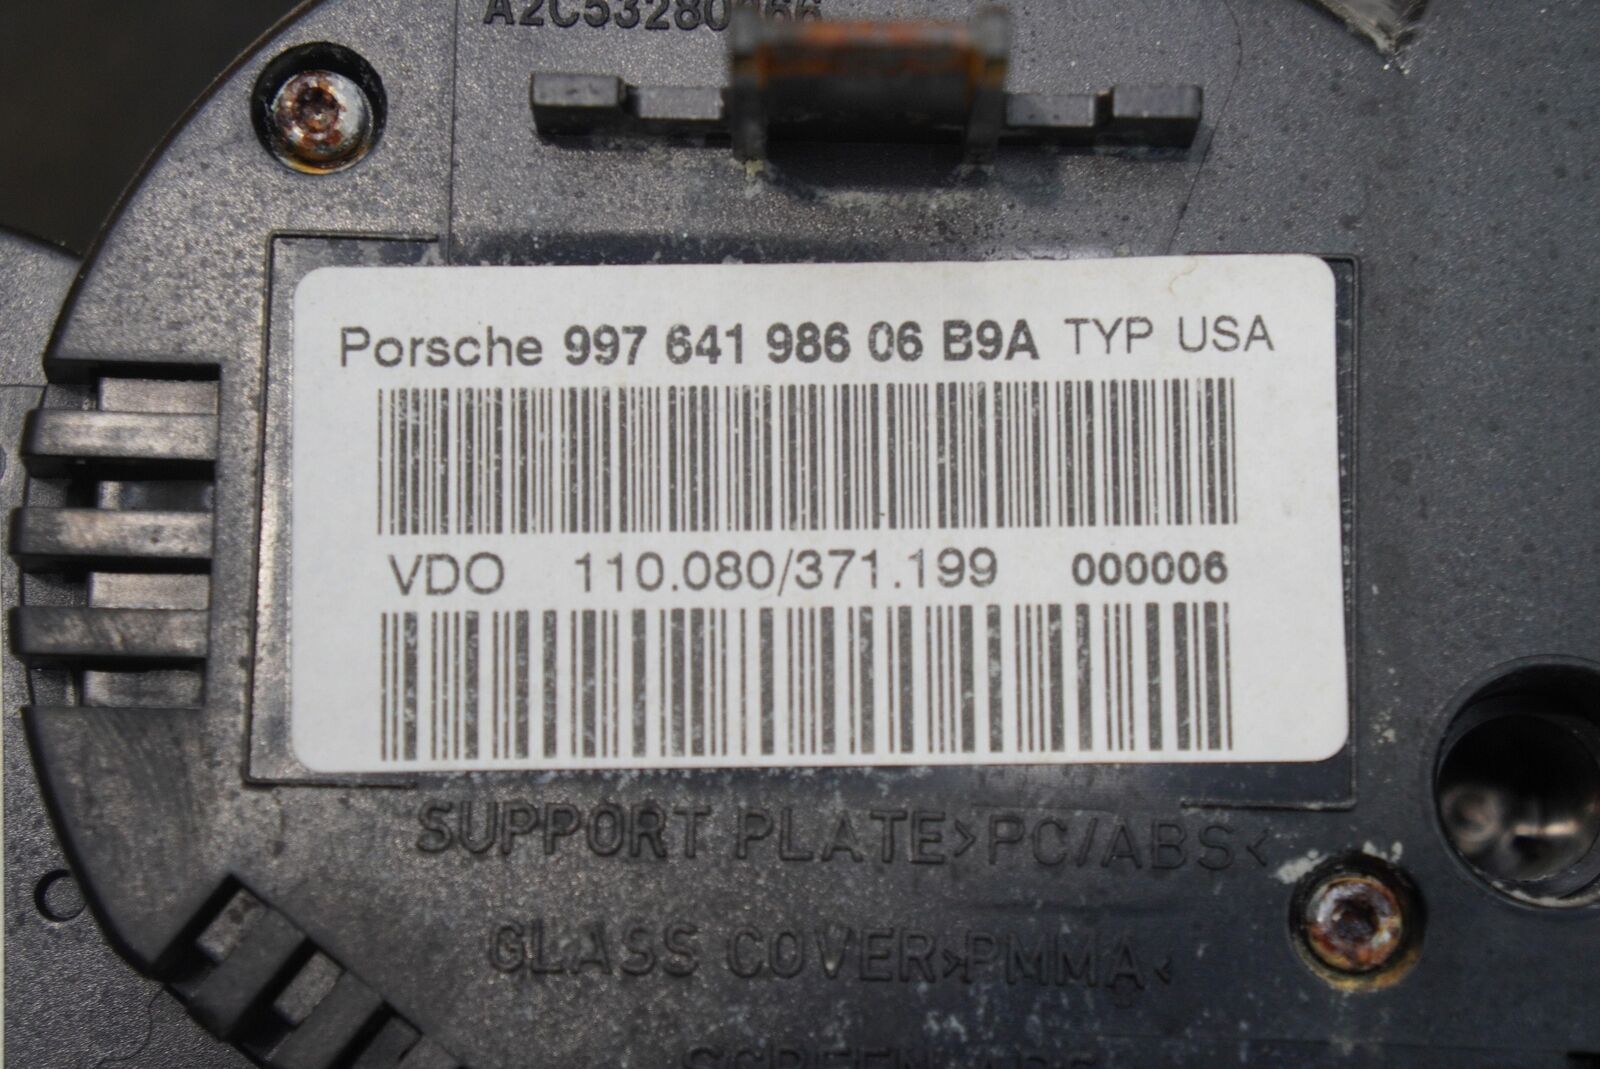 Porsche 997 641 986 06 B9A TYP USA
VDO 110.080/371.199 000006
SUPPORT PLATE>PC/ABS<
GLASS COVER>PMMA<